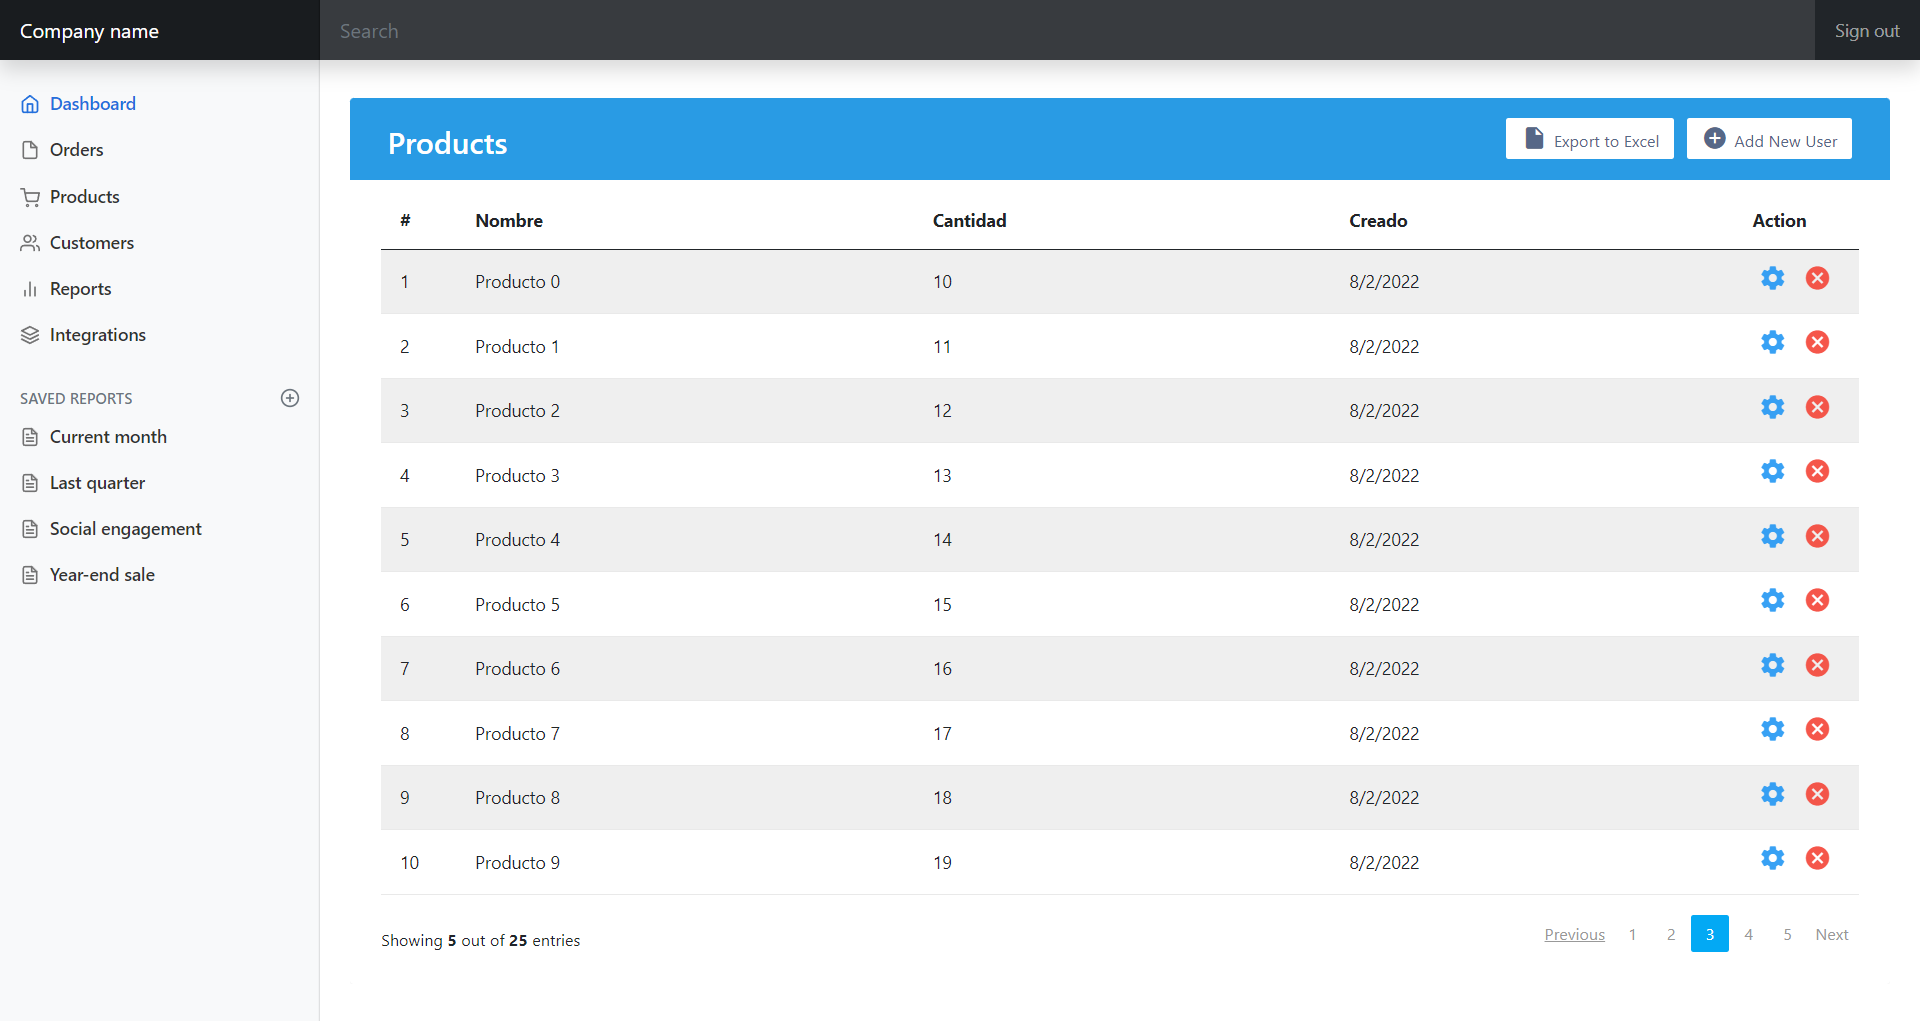 Company name
Search
Sign out
Dashboard
Orders
Products
Customers
Reports
Integrations
SAVED REPORTS
Current month
Last quarter
Social engagement
Year-end sale
Products
Export to Excel
Add New User
# Nombre Cantidad Creado Action
1 Producto 0 10 8/2/2022
2 Producto 1 11 8/2/2022
3 Producto 2 12 8/2/2022
4 Producto 3 13 8/2/2022
5 Producto 4 14 8/2/2022
6 Producto 5 15 8/2/2022
7 Producto 6 16 8/2/2022
8 Producto 7 17 8/2/2022
9 Producto 8 18 8/2/2022
10 Producto 9 19 8/2/2022
Showing 5 out of 25 entries
Previous 1 2 3 4 5 Next